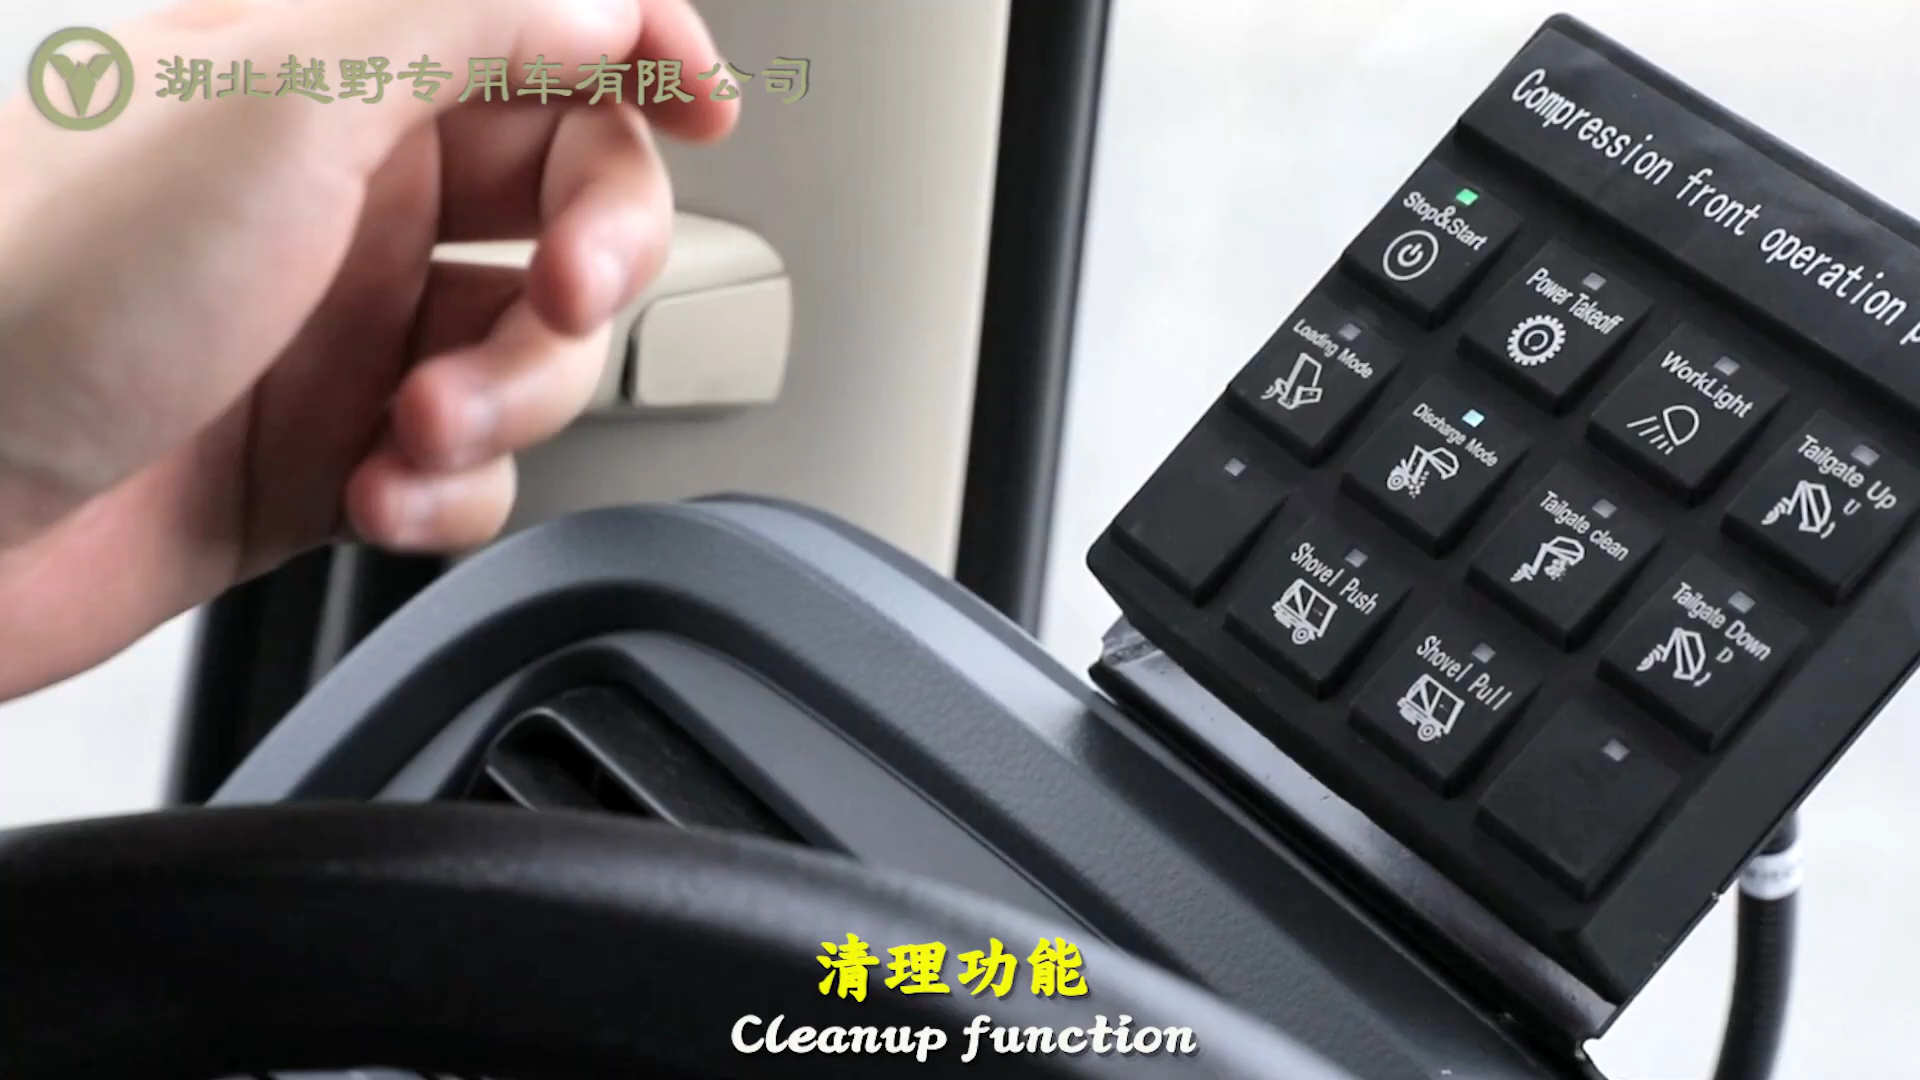 湖北越野专用车有限公司
Compression front operation
Stop&Start
Power Takeoff
WorkLight
Tailgate Up
U
Loading Mode
Discharge Mode
Tailgate clean
Tailgate Down
D
Shovel Push
Shovel Pull
清理功能
Cleanup function